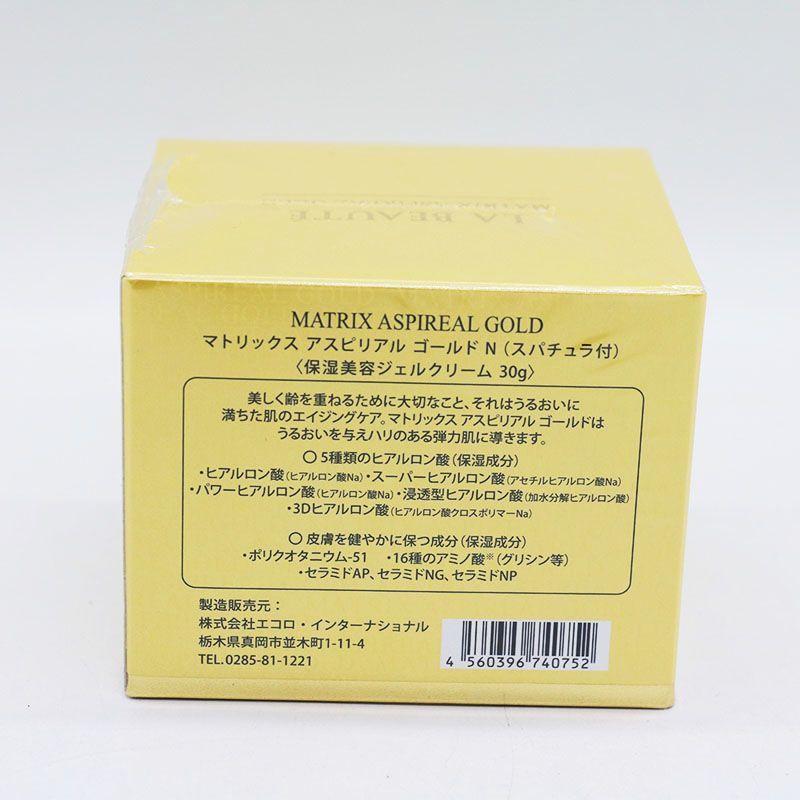 LA BEAUTÉ
MATRIX ASPIREAL GOLD
マトリックス アスピリアル ゴールド N（スパチュラ付）
〈保湿美容ジェルクリーム 30g〉
美しく齢を重ねるために大切なこと、それはうるおいに
満ちた肌のエイジングケア。マトリックス アスピリアル ゴールドは
うるおいを与えハリのある弾力肌に導きます。
〇 5種類のヒアルロン酸（保湿成分）
・ヒアルロン酸（ヒアルロン酸Na）・スーパーヒアルロン酸（アセチルヒアルロン酸Na）
・パワーヒアルロン酸（ヒアルロン酸Na）・浸透型ヒアルロン酸（加水分解ヒアルロン酸）
・3Dヒアルロン酸（ヒアルロン酸クロスポリマーNa）
〇 皮膚を健やかに保つ成分（保湿成分）
・ポリクオタニウム-51 ・16種のアミノ酸※（グリシン等）
・セラミドAP、セラミドNG、セラミドNP
製造販売元：
株式会社エコロ・インターナショナル
栃木県真岡市並木町1-11-4
TEL.0285-81-1221
4 560396 740752